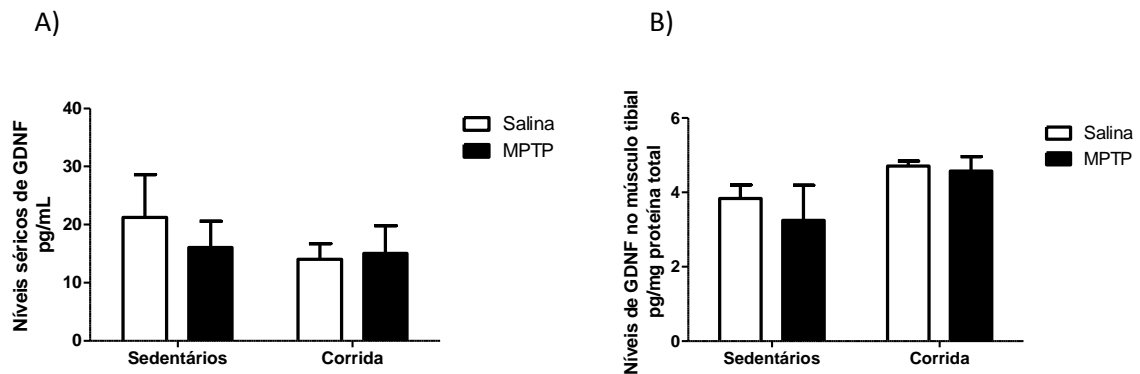 A)
Níveis séricos de GDNF
pg/mL
40
30
20
10
0
Sedentários
Corrida
Salina
MPTP
B)
Níveis de GDNF no músculo tibial
pg/mg proteína total
6
4
2
0
Sedentários
Corrida
Salina
MPTP